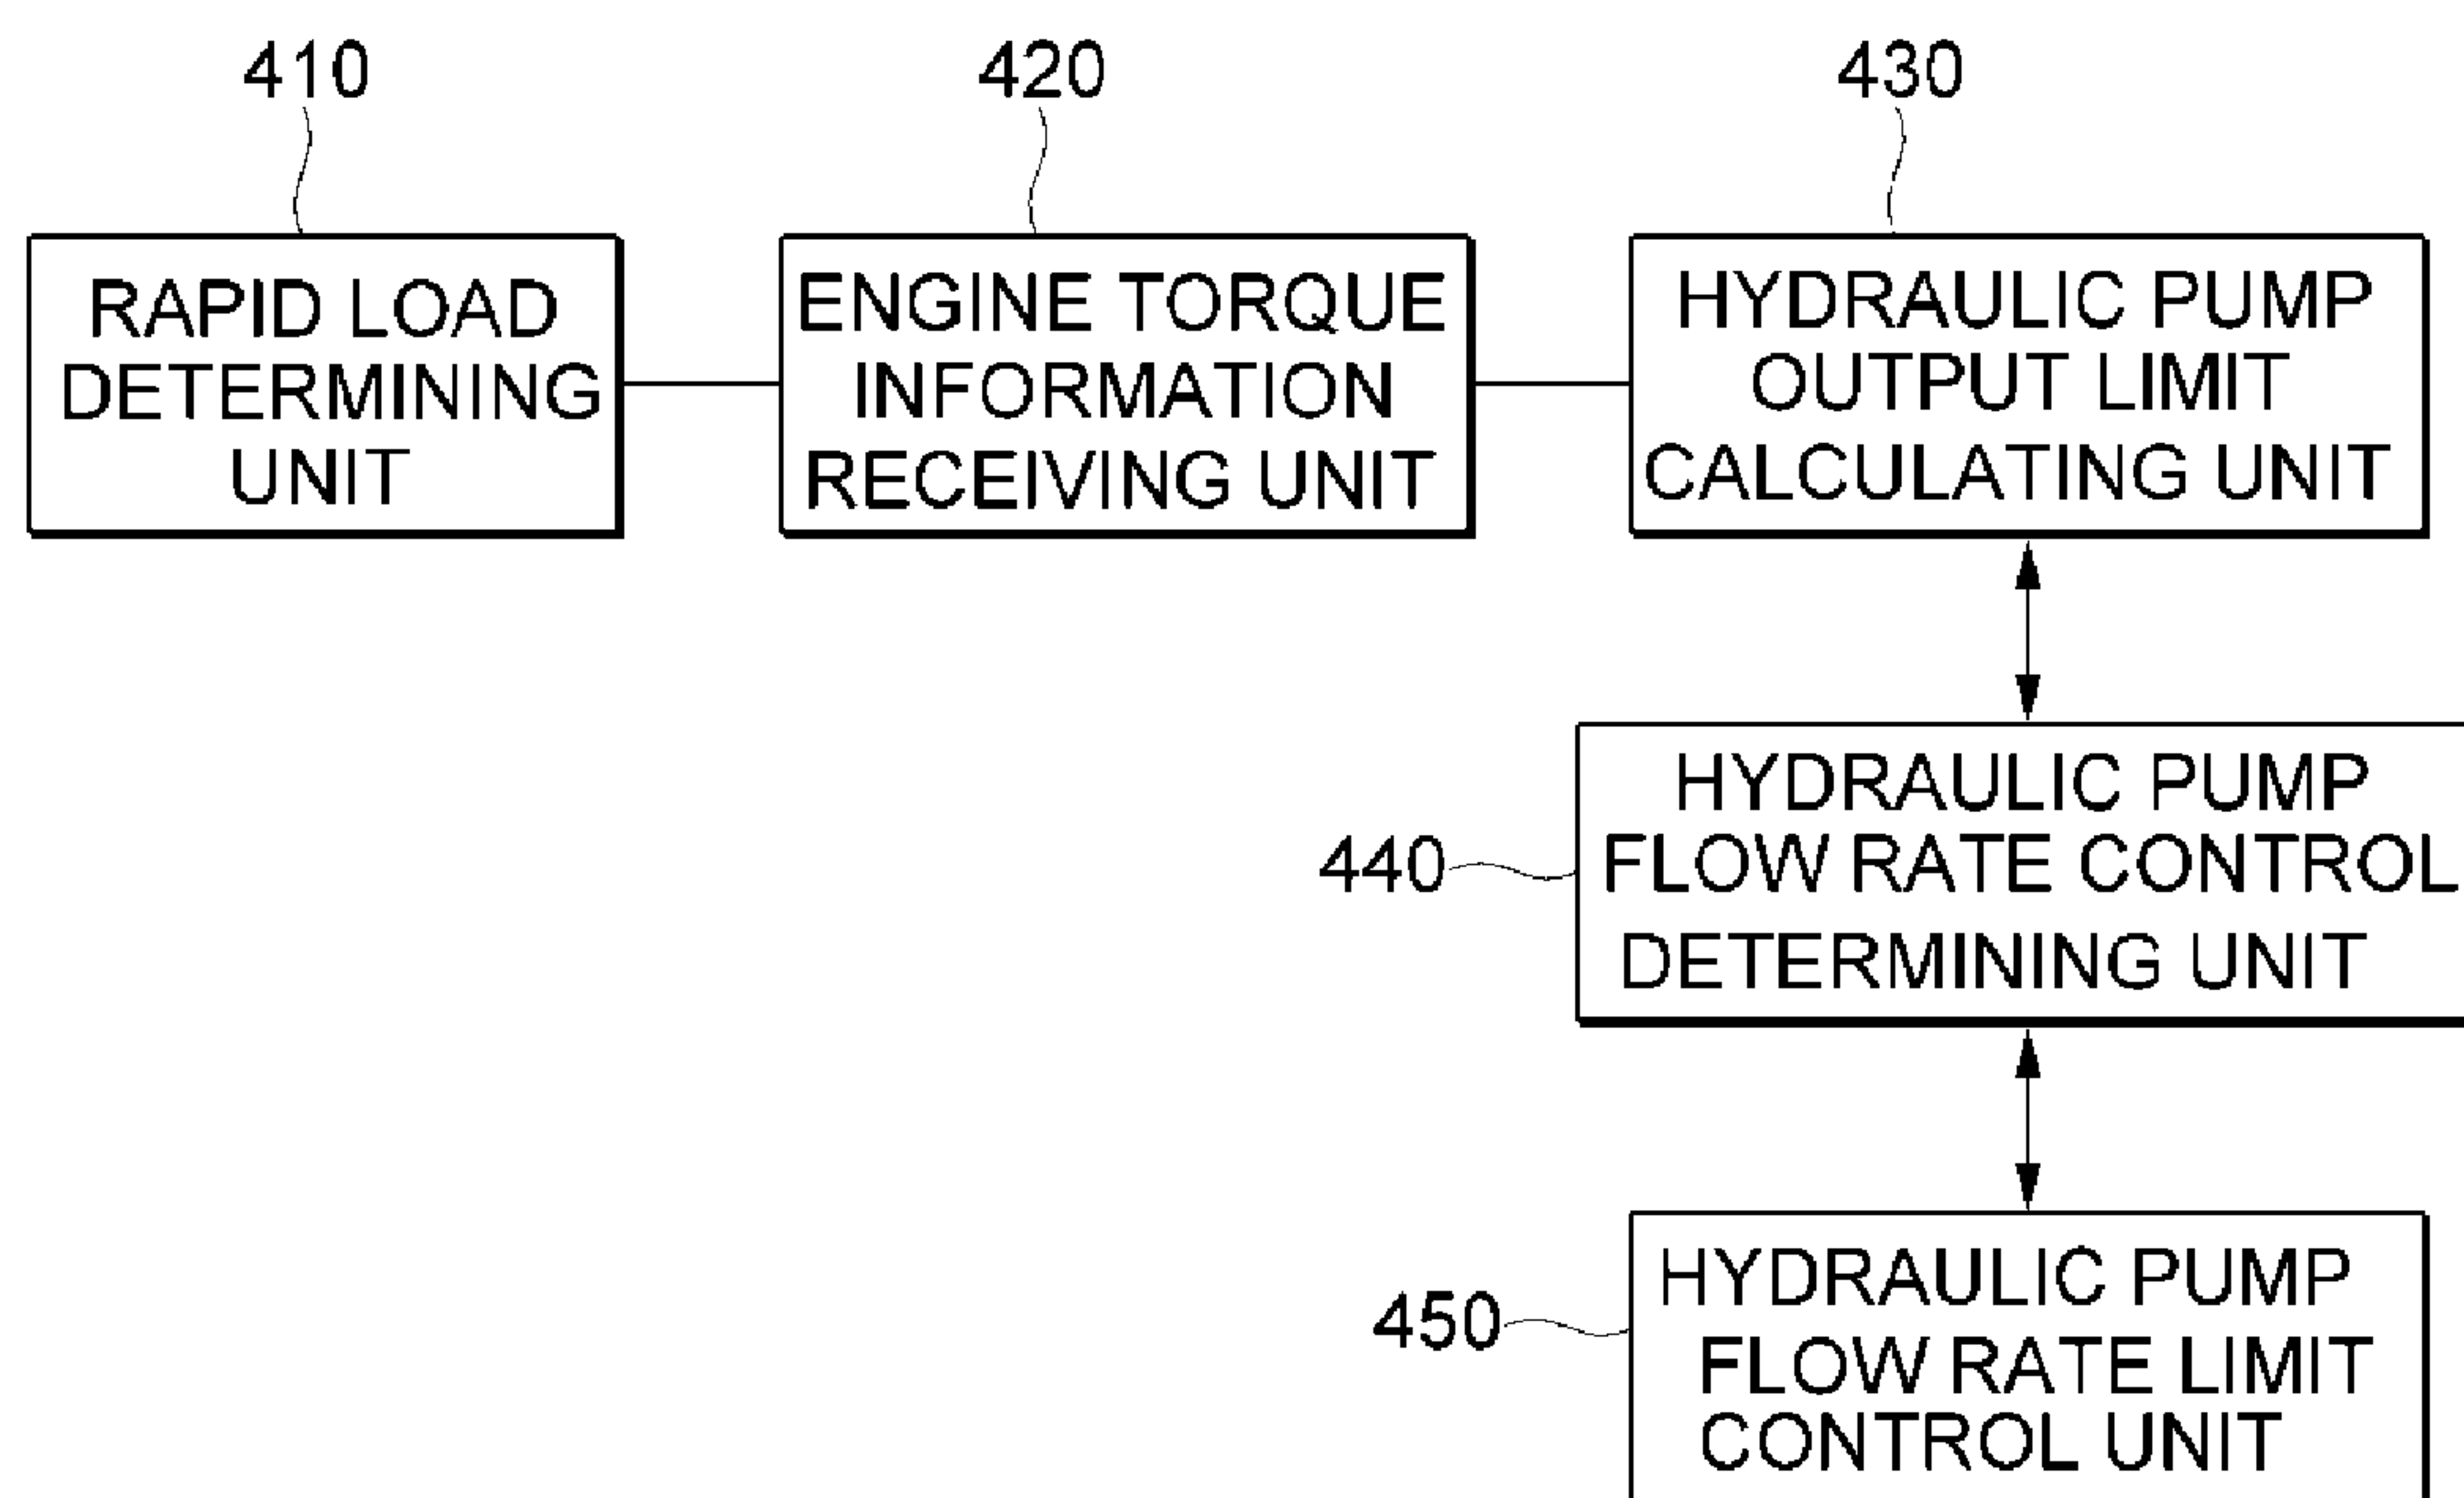 410
420
430
RAPID LOAD
DETERMINING
UNIT
ENGINE TORQUE
INFORMATION
RECEIVING UNIT
HYDRAULIC PUMP
OUTPUT LIMIT
CALCULATING UNIT
440
HYDRAULIC PUMP
FLOW RATE CONTROL
DETERMINING UNIT
450
HYDRAULIC PUMP
FLOW RATE LIMIT
CONTROL UNIT